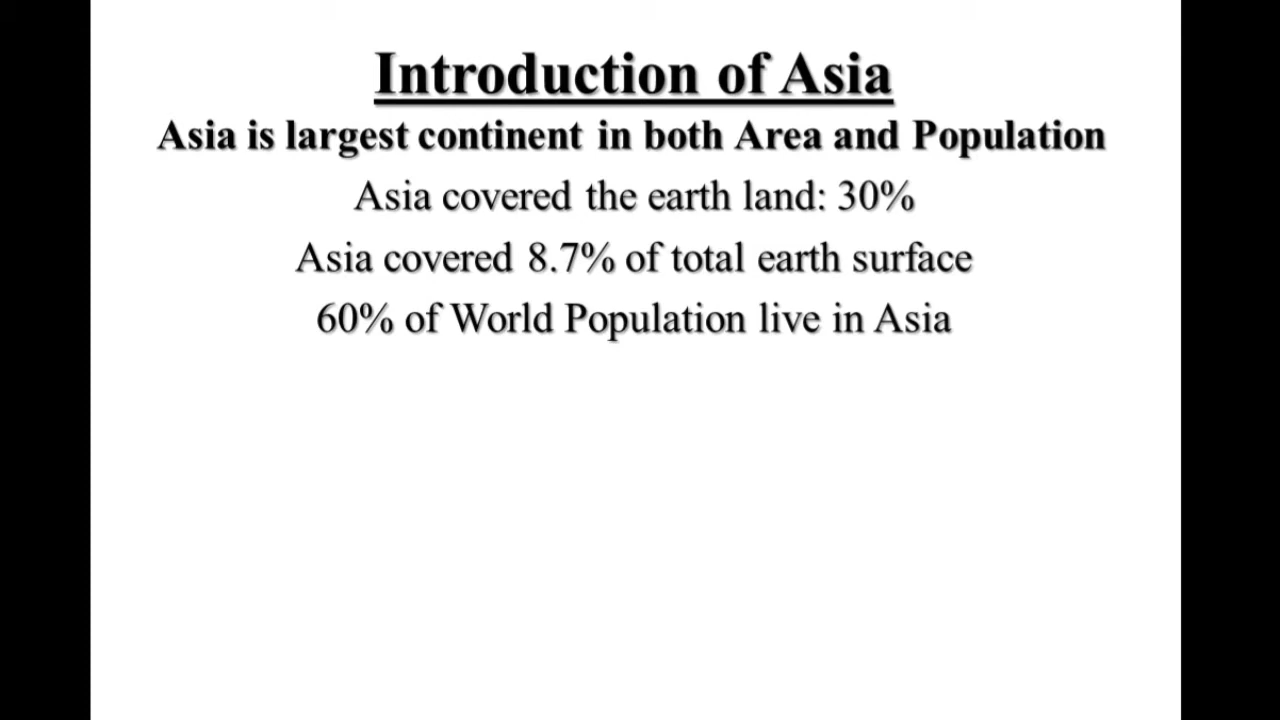 Introduction of Asia
Asia is largest continent in both Area and Population
Asia covered the earth land: 30%
Asia covered 8.7% of total earth surface
60% of World Population live in Asia